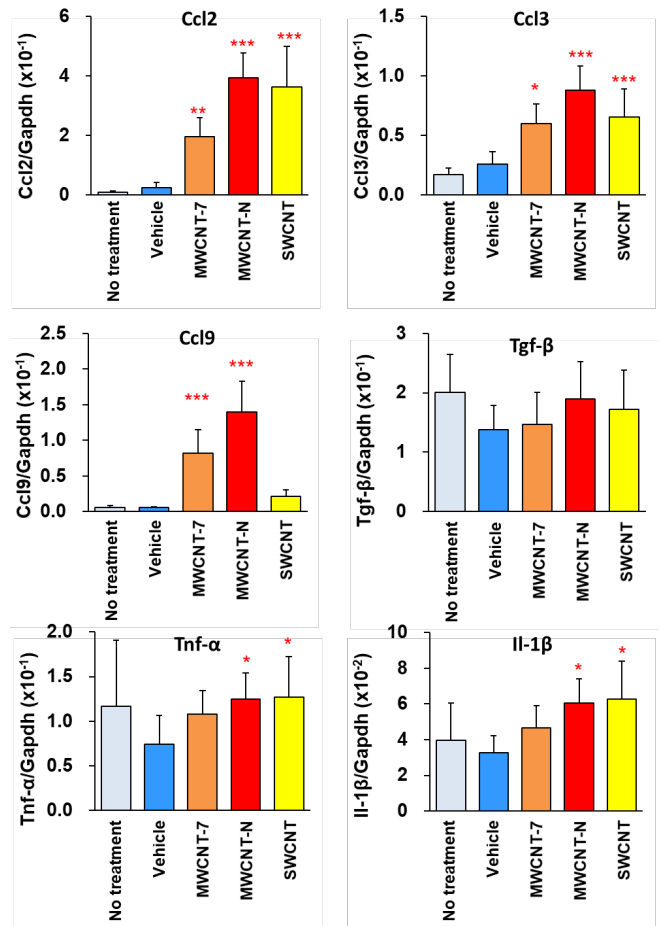 Ccl2
Ccl2/Gapdh (x10-1)
6
4
2
0
**
***
***
No treatment
Vehicle
MWCNT-7
MWCNT-N
SWCNT
Ccl3
Ccl3/Gapdh (x10-1)
1.5
1.0
0.5
0.0
*
***
***
No treatment
Vehicle
MWCNT-7
MWCNT-N
SWCNT
Ccl9
Ccl9/Gapdh (x10-1)
2.5
2.0
1.5
1.0
0.5
0.0
***
***
No treatment
Vehicle
MWCNT-7
MWCNT-N
SWCNT
Tgf-β
Tgf-β/Gapdh (x10-1)
3
2
1
0
No treatment
Vehicle
MWCNT-7
MWCNT-N
SWCNT
Tnf-α
Tnf-α/Gapdh (x10-1)
2.0
1.5
1.0
0.5
0.0
*
*
No treatment
Vehicle
MWCNT-7
MWCNT-N
SWCNT
Il-1β
Il-1β/Gapdh (x10-2)
10
8
6
4
2
0
*
*
No treatment
Vehicle
MWCNT-7
MWCNT-N
SWCNT